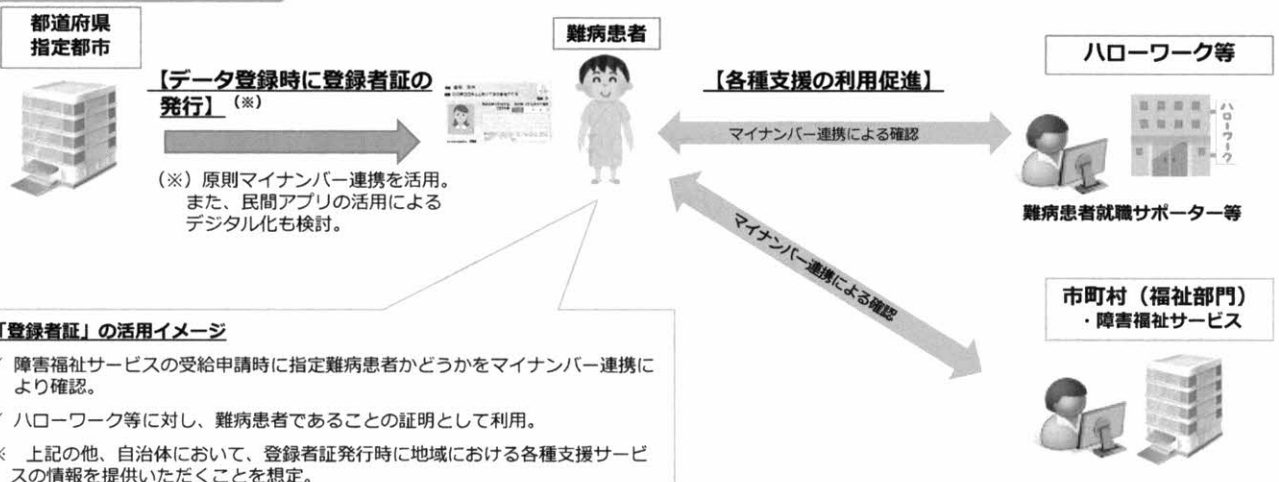 都道府県
指定都市
難病患者
ハローワーク等
【データ登録時に登録者証の
発行】(※)
【各種支援の利用促進】
マイナンバー連携による確認
ハローワーク
(※)原則マイナンバー連携を活用。
また、民間アプリの活用による
デジタル化も検討。
難病患者就職サポーター等
マイナンバー連携による確認
市町村(福祉部門)
・障害福祉サービス
「登録者証」の活用イメージ
障害福祉サービスの受給申請時に指定難病患者かどうかをマイナンバー連携に
より確認。
ハローワーク等に対し、難病患者であることの証明として利用。
※ 上記の他、自治体において、登録者証発行時に地域における各種支援サービ
スの情報を提供いただくことを想定。